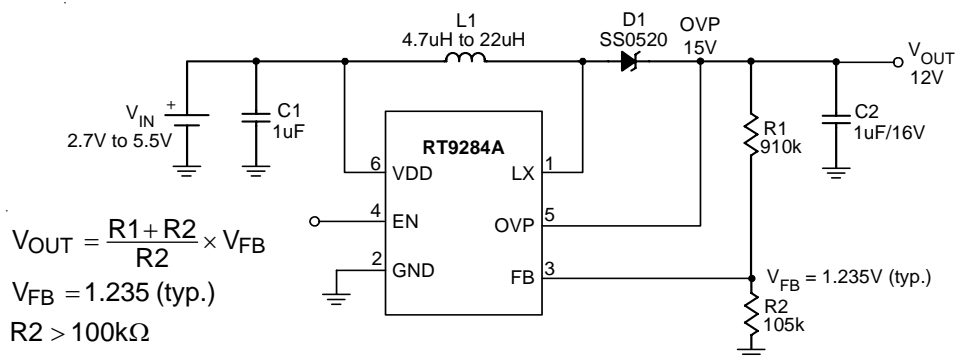 L1
4.7uH to 22uH
D1
SS0520
OVP
15V
VOUT
12V
VIN
+
2.7V to 5.5V
C1
1uF
R1
910k
C2
1uF/16V
RT9284A
6
VDD
LX
1
4
EN
OVP
5
2
GND
FB
3
VFB = 1.235V (typ.)
R2
105k
VOUT = R1+R2
R2 × VFB
VFB = 1.235 (typ.)
R2 > 100kΩ